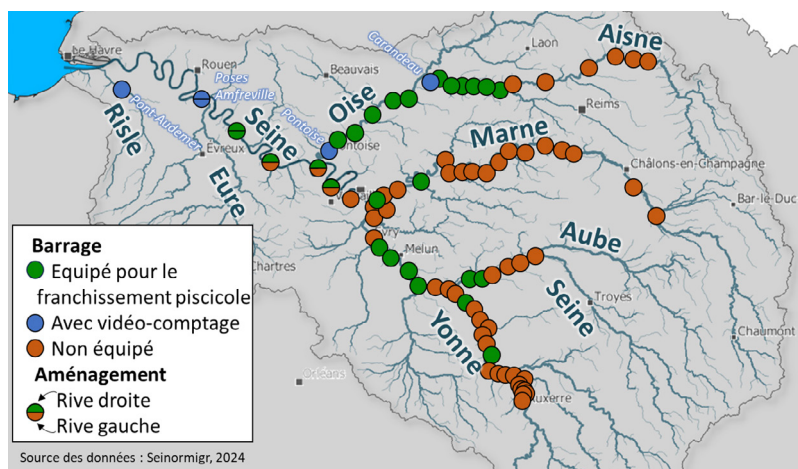 Le Havre
Rouen
Beauvais
Laon
Aisne
Carandeau
Poses
Amfreville
Oise
Reims
Risle
Pont-Audemer
Seine
Pontoise
Marne
Evreux
Eure
Châlons-en-Champagne
Bar-le-Duc
Melun
Aube
Chartres
Seine
Troyes
Yonne
Chaumont
Orléans
Auxerre
Barrage
Equipé pour le
franchissement piscicole
Avec vidéo-comptage
Non équipé
Aménagement
Rive droite
Rive gauche
Source des données : Seinormigr, 2024